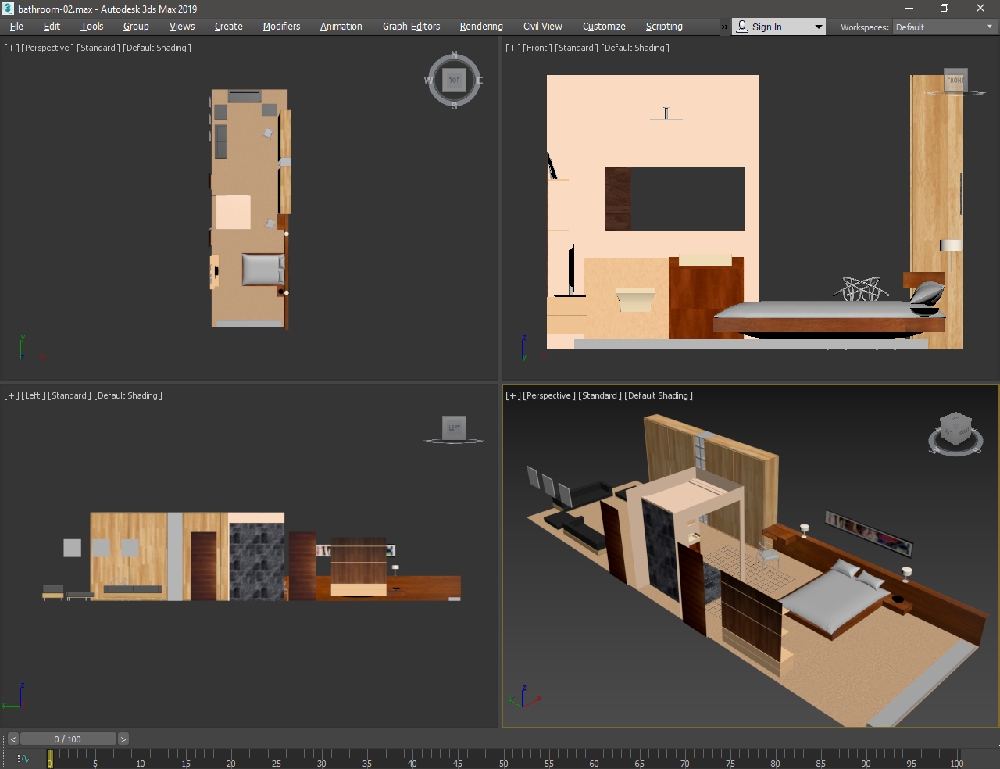 bathroom-02.max - Autodesk 3ds Max 2019
File Edit Tools Group Views Create Modifiers Animation Graph Editors Rendering Civil View Customize Scripting » Sign In Workspaces: Default
[+] [Perspective] [Standard] [Default Shading]
N
W TOP E
S
[+] [Front] [Standard] [Default Shading]
FRONT
[+] [Left] [Standard] [Default Shading]
LEFT
[+] [Perspective] [Standard] [Default Shading]
< 0 / 100 >
0 5 10 15 20 25 30 35 40 45 50 55 60 65 70 75 80 85 90 95 100